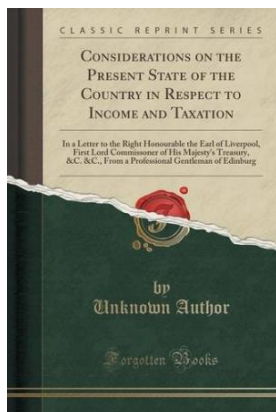 CLASSIC REPRINT SERIES
CONSIDERATIONS ON THE
PRESENT STATE OF THE
COUNTRY IN RESPECT TO
INCOME AND TAXATION
In a Letter to the Right Honourable the Earl of Liverpool,
First Lord Commissoner of His Majesty's Treasury,
&C. &C., From a Professional Gentleman of Edinburg
by
Unknown Author
Forgotten Books